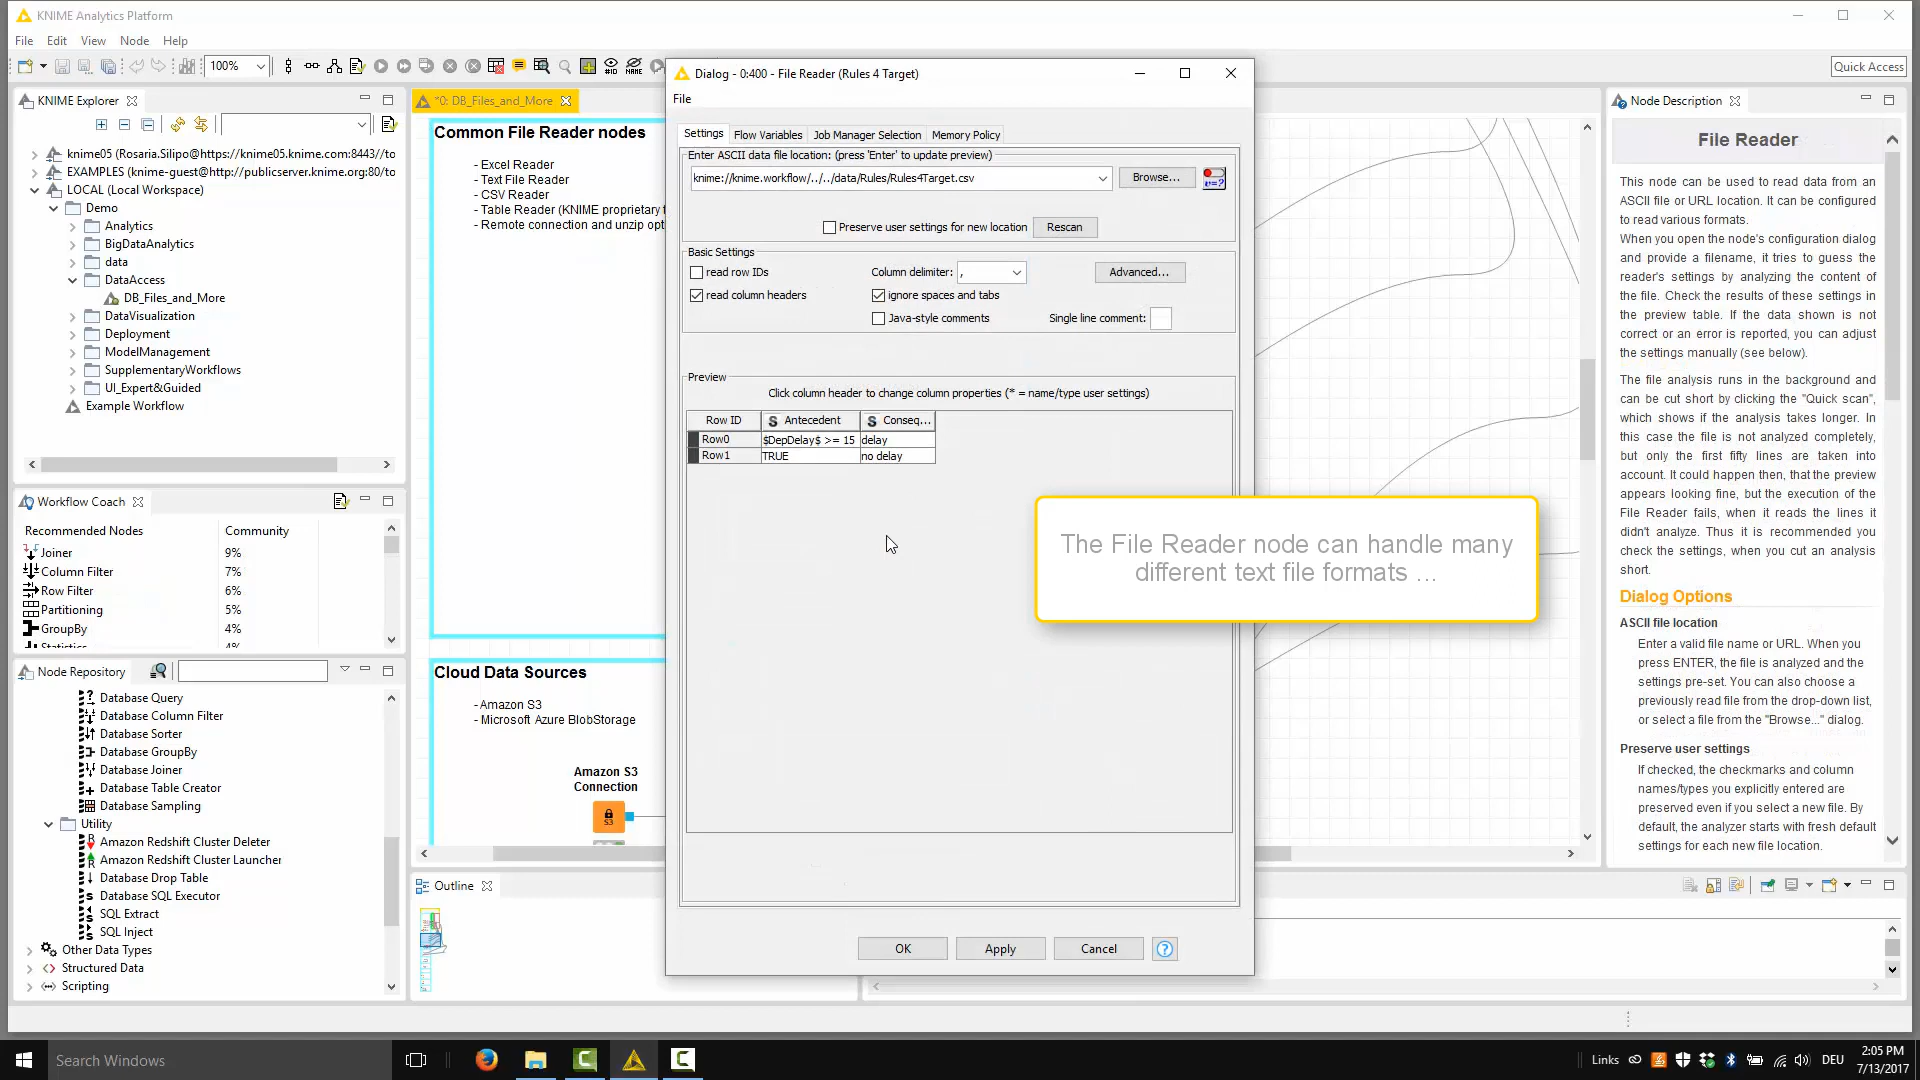 KNIME Analytics Platform
File Edit View Node Help
100%
Quick Access
KNIME Explorer
knime05 (Rosaria.Silipo@https://knime05.knime.com:8443//to
EXAMPLES (knime-guest@http://publicserver.knime.org:80/to
LOCAL (Local Workspace)
Demo
Analytics
BigDataAnalytics
data
DataAccess
DB_Files_and_More
DataVisualization
Deployment
ModelManagement
SupplementaryWorkflows
UI_Expert&Guided
Example Workflow
Workflow Coach
Recommended Nodes Community
Joiner 9%
Column Filter 7%
Row Filter 6%
Partitioning 5%
GroupBy 4%
Statistics 4%
Node Repository
Database Query
Database Column Filter
Database Sorter
Database GroupBy
Database Joiner
Database Table Creator
Database Sampling
Utility
Amazon Redshift Cluster Deleter
Amazon Redshift Cluster Launcher
Database Drop Table
Database SQL Executor
SQL Extract
SQL Inject
Other Data Types
Structured Data
Scripting
*0: DB_Files_and_More
Common File Reader nodes
- Excel Reader
- Text File Reader
- CSV Reader
- Table Reader (KNIME proprietary f
- Remote connection and unzip opt
Cloud Data Sources
- Amazon S3
- Microsoft Azure BlobStorage
Amazon S3
Connection
S3
Outline
Dialog - 0:400 - File Reader (Rules 4 Target)
File
Settings Flow Variables Job Manager Selection Memory Policy
Enter ASCII data file location: (press 'Enter' to update preview)
knime://knime.workflow/../../data/Rules/Rules4Target.csv
Browse...
v=?
Preserve user settings for new location
Rescan
Basic Settings
read row IDs
Column delimiter: ,
Advanced...
read column headers
ignore spaces and tabs
Java-style comments
Single line comment:
Preview
Click column header to change column properties (* = name/type user settings)
Row ID S Antecedent S Conseq...
Row0 $DepDelay$ >= 15 delay
Row1 TRUE no delay
OK Apply Cancel ?
The File Reader node can handle many
different text file formats ...
Node Description
File Reader
This node can be used to read data from an
ASCII file or URL location. It can be configured
to read various formats.
When you open the node's configuration dialog
and provide a filename, it tries to guess the
reader's settings by analyzing the content of
the file. Check the results of these settings in
the preview table. If the data shown is not
correct or an error is reported, you can adjust
the settings manually (see below).
The file analysis runs in the background and
can be cut short by clicking the "Quick scan",
which shows if the analysis takes longer. In
this case the file is not analyzed completely,
but only the first fifty lines are taken into
account. It could happen then, that the preview
appears looking fine, but the execution of the
File Reader fails, when it reads the lines it
didn't analyze. Thus it is recommended you
check the settings, when you cut an analysis
short.
Dialog Options
ASCII file location
Enter a valid file name or URL. When you
press ENTER, the file is analyzed and the
settings pre-set. You can also choose a
previously read file from the drop-down list,
or select a file from the "Browse..." dialog.
Preserve user settings
If checked, the checkmarks and column
names/types you explicitly entered are
preserved even if you select a new file. By
default, the analyzer starts with fresh default
settings for each new file location.
Search Windows
Links
DEU
2:05 PM
7/13/2017